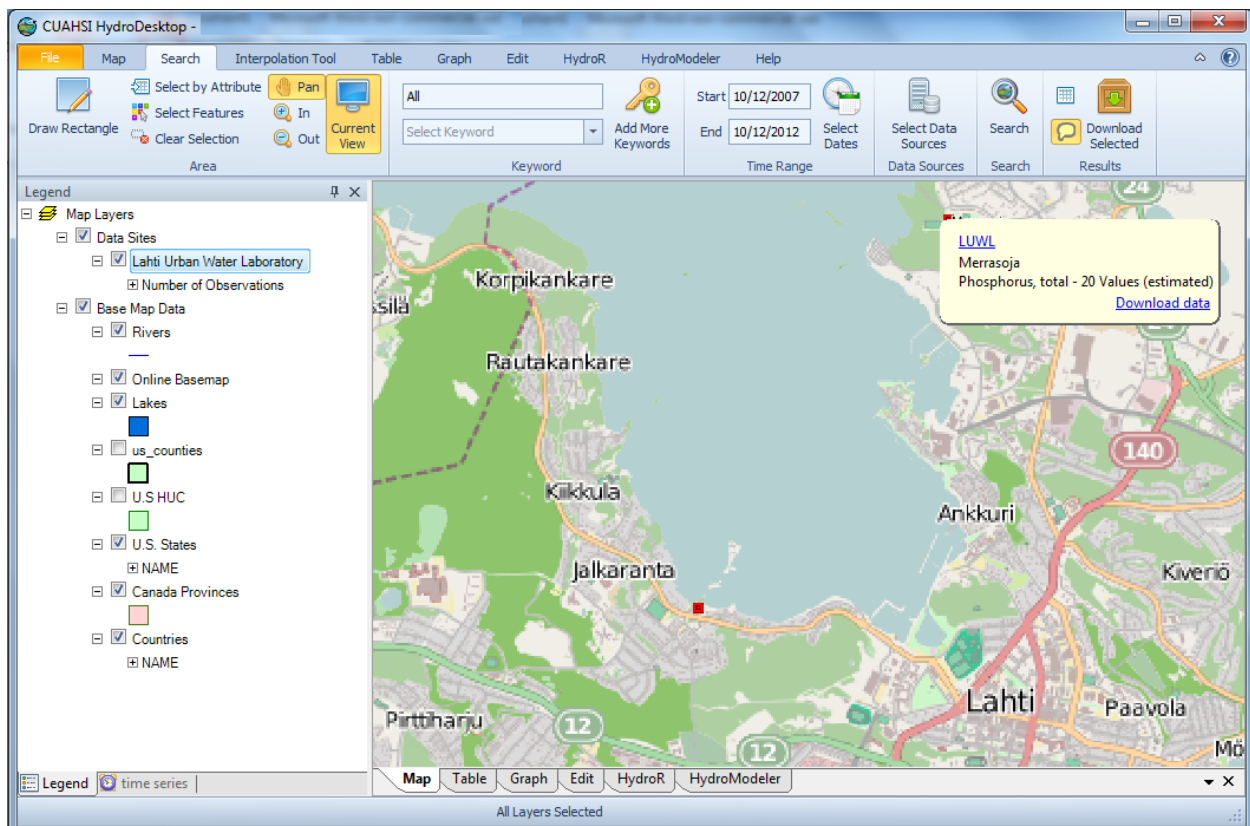 CUAHSI HydroDesktop -
File Map Search Interpolation Tool Table Graph Edit HydroR HydroModeler Help
Draw Rectangle
Select by Attribute
Select Features
Clear Selection
Pan
In
Out
Current View
Area
All
Select Keyword
Add More Keywords
Keyword
Start 10/12/2007
End 10/12/2012
Select Dates
Time Range
Select Data Sources
Data Sources
Search
Search
Download Selected
Results
Legend
Map Layers
Data Sites
Lahti Urban Water Laboratory
Number of Observations
Base Map Data
Rivers
Online Basemap
Lakes
us_counties
U.S HUC
U.S. States
NAME
Canada Provinces
Countries
NAME
Legend time series
24
LUWL
Merrasoja
Phosphorus, total - 20 Values (estimated)
Download data
Korpikankare
ssilä
Rautakankare
140
Kiikkula
Ankkuri
Jalkaranta
Kiveriö
Lahti
Paavola
Pirttiharju
12
12
Mö
Map Table Graph Edit HydroR HydroModeler
All Layers Selected